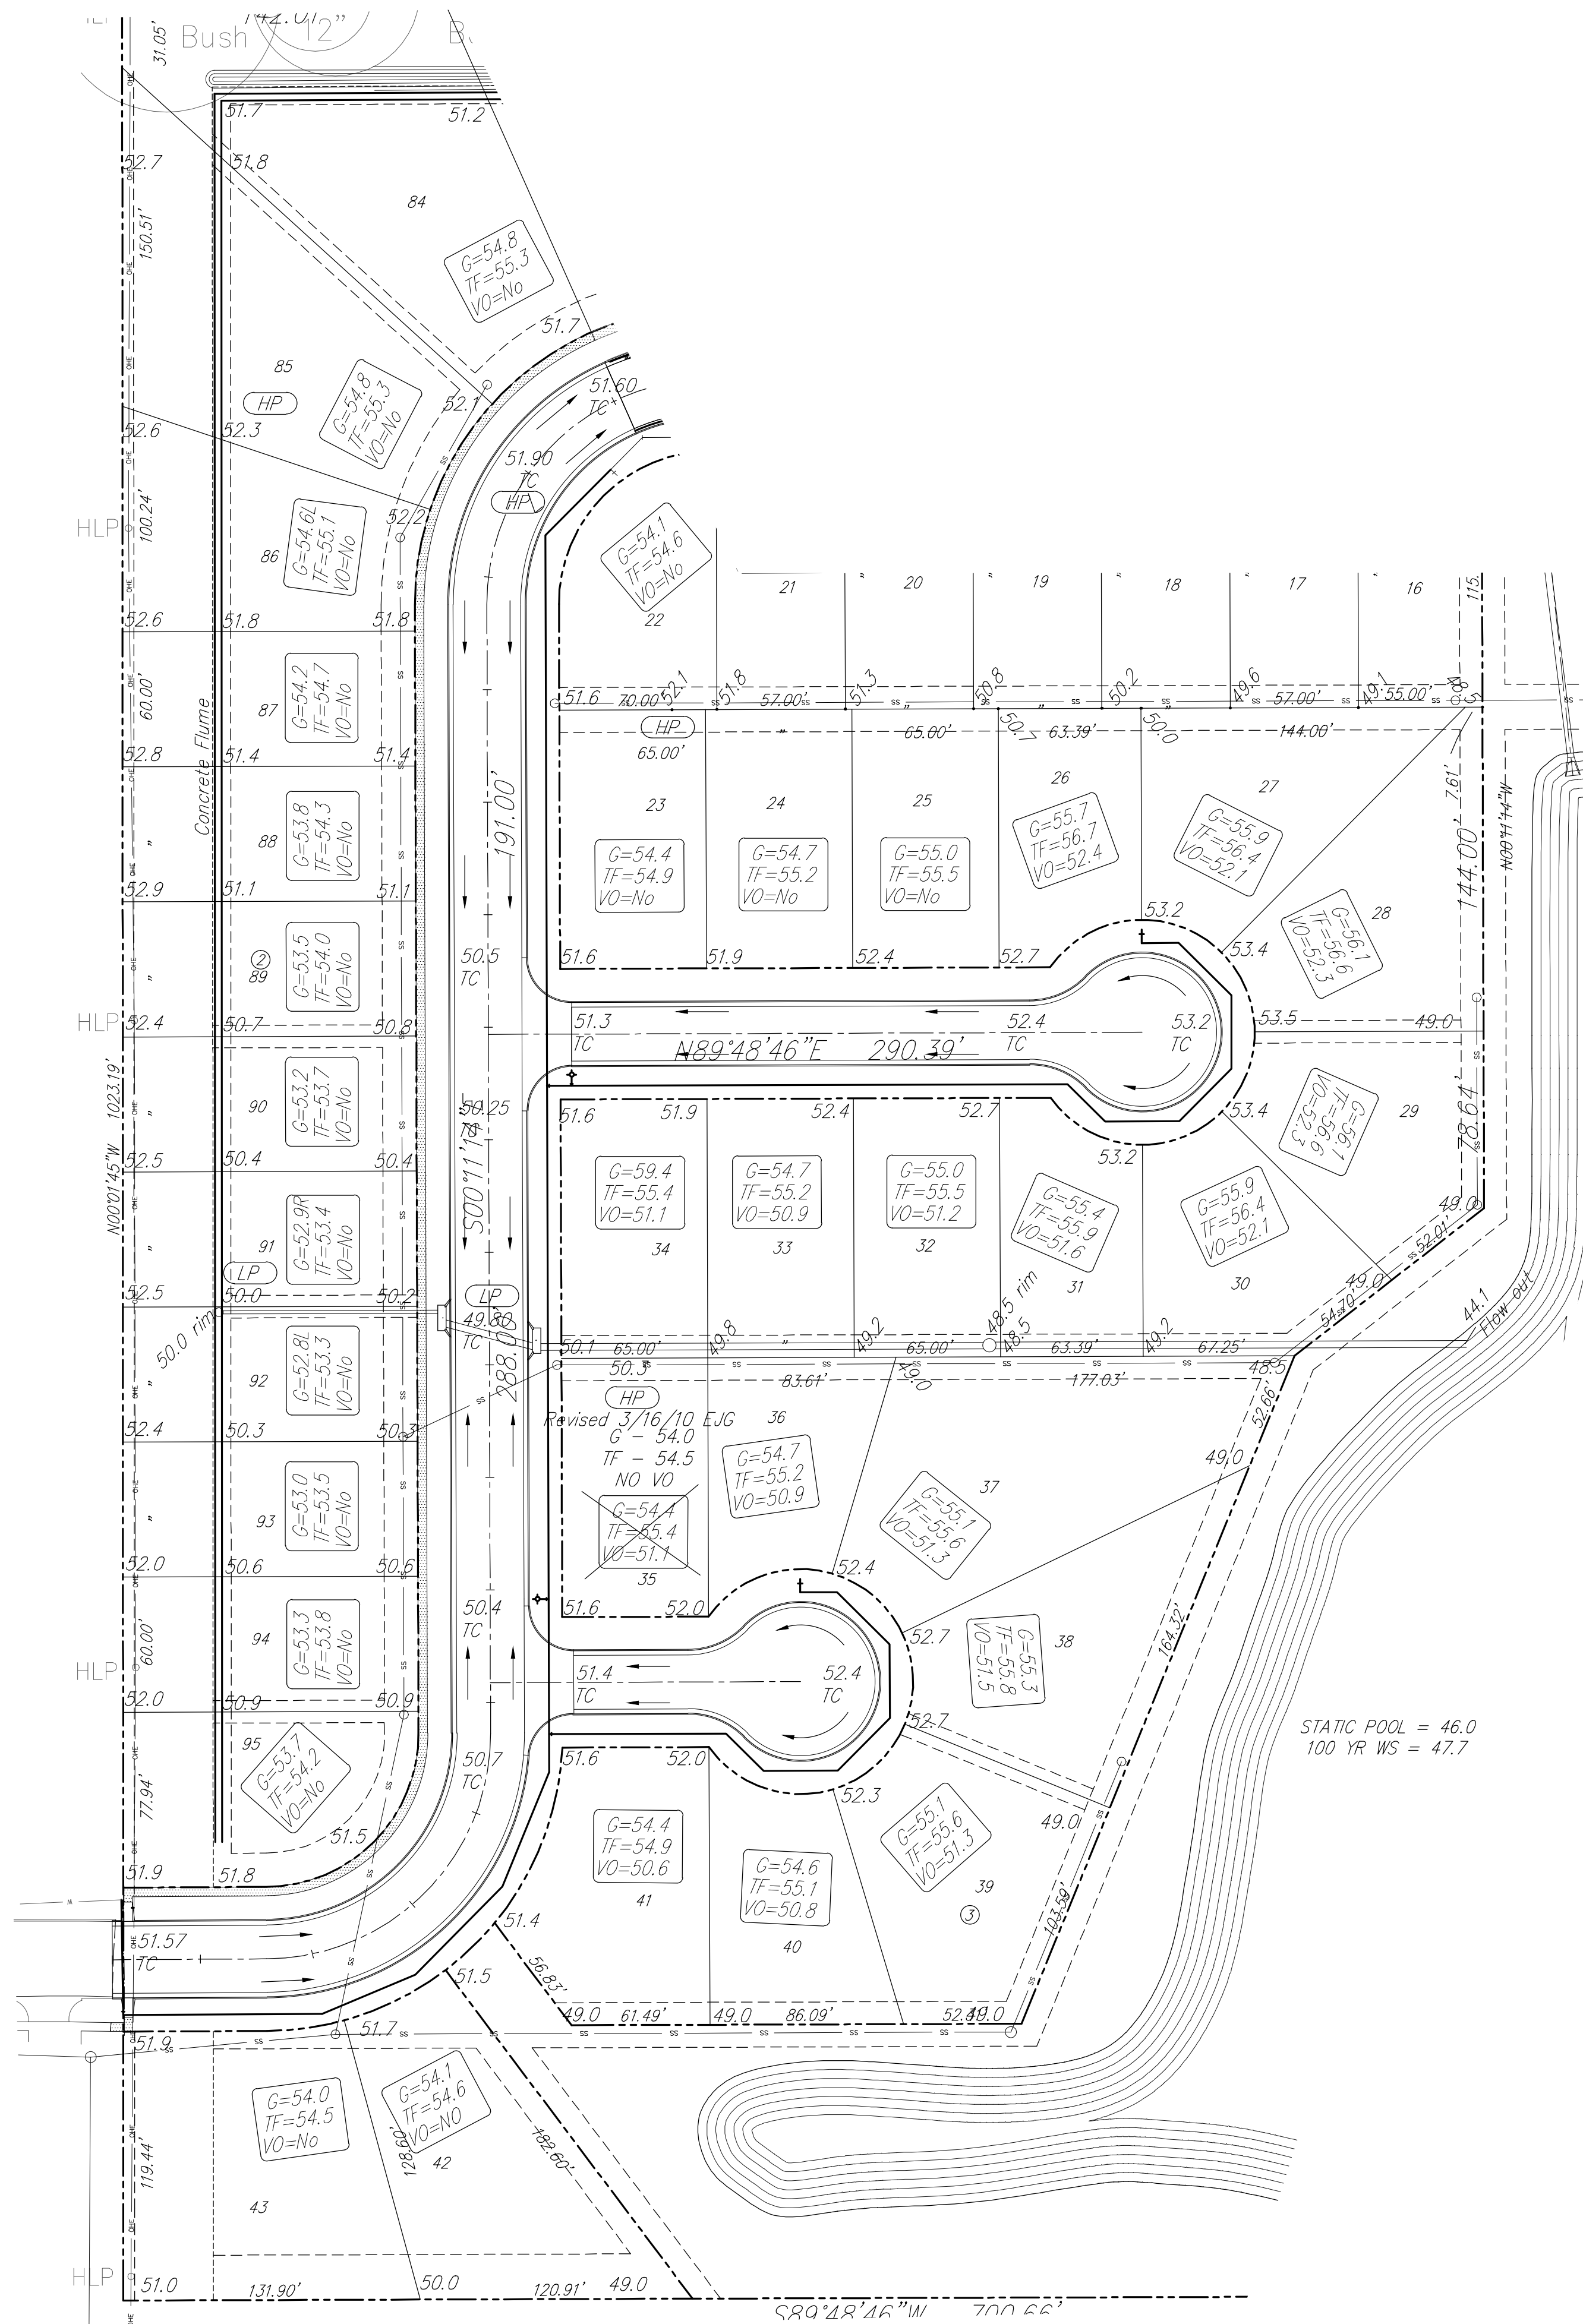 142.01'
Bush 12"
31.05'
51.7 51.2
52.7 51.8
84
150.51'
G=54.8
TF=55.3
VO=No
51.7
85
HP
G=54.8
TF=55.3
VO=No
52.1
51.60
TC
52.6 52.3
51.90
TC
HP
HLP
100.24'
86
G=54.6L
TF=55.1
VO=No
52.2
G=54.1
TF=54.6
VO=No
22
21 20 19 18 17 16
115.
52.6 51.8 51.8
60.00'
Concrete Flume
87
G=54.2
TF=54.7
VO=No
51.6 70.00' 52.1 51.8 57.00' 51.3 50.8 50.2 49.6 57.00' 49.1 55.00'
HP
65.00'
" 65.00' 50.7 63.39' 50.0 144.00'
52.8 51.4 51.4
191.00'
7.61'
N00°11'14"W
144.00'
88
G=53.8
TF=54.3
VO=No
23
G=54.4
TF=54.9
VO=No
24
G=54.7
TF=55.2
VO=No
25
G=55.0
TF=55.5
VO=No
26
G=55.7
TF=56.7
VO=52.4
27
G=55.9
TF=56.4
VO=52.1
28
G=56.1
TF=56.6
VO=52.3
52.9 51.1 51.1
53.2
53.4
2
89
G=53.5
TF=54.0
VO=No
50.5
TC
51.6 51.9 52.4 52.7
HLP
52.4 50.7 50.8
51.3
TC
52.4
TC
53.2
TC
53.5 49.0
N89°48'46"E 290.39'
N00°01'45"W 1023.19'
90
G=53.2
TF=53.7
VO=No
50.25
TC
S00°11'14"E
51.6 51.9 52.4 52.7
53.4
53.2
29
G=56.1
TF=56.6
VO=52.3
78.64'
52.5 50.4 50.4
91
G=52.9R
TF=53.4
VO=No
G=59.4
TF=55.4
VO=51.1
34
G=54.7
TF=55.2
VO=50.9
33
G=55.0
TF=55.5
VO=51.2
32
G=55.4
TF=55.9
VO=51.6
31
G=55.9
TF=56.4
VO=52.1
30
49.0
52.01'
49.0
54.70'
LP
52.5 50.0 50.2
50.0 rim
LP
49.80
TC
288.00'
48.5 rim
44.1
Flow out
50.1 65.00' 49.8 " 49.2 65.00' 48.5 63.39' 49.2 67.25'
50.3 83.61' 49.0 177.03' 48.5
HP
92
G=52.8L
TF=53.3
VO=No
Revised 3/16/10 EJG
G - 54.0
TF - 54.5
NO VO
G=54.4
TF=55.4
VO=51.1
35
36
G=54.7
TF=55.2
VO=50.9
37
G=55.1
TF=55.6
VO=51.3
52.66'
49.0
52.4 50.3 50.3
93
G=53.0
TF=53.5
VO=No
52.0 50.6 50.6
52.4
51.6 52.0
52.7
50.4
TC
94
G=53.3
TF=53.8
VO=No
60.00'
HLP
51.4
TC
52.4
TC
38
G=55.3
TF=55.8
VO=51.5
164.32'
52.0 50.9 50.9
52.7
STATIC POOL = 46.0
100 YR WS = 47.7
95
G=53.7
TF=54.2
VO=No
77.94'
50.7
TC
51.6 52.0
52.3
49.0
51.5
G=54.4
TF=54.9
VO=50.6
41
G=54.6
TF=55.1
VO=50.8
40
G=55.1
TF=55.6
VO=51.3
39
3
103.59'
51.9 51.8
51.57
TC
51.4
51.5
56.83'
49.0 61.49' 49.0 86.09' 49.0
51.7
51.9
G=54.0
TF=54.5
VO=No
43
G=54.1
TF=54.6
VO=NO
42
128.60'
182.60'
119.44'
HLP
51.0 131.90' 50.0 120.91' 49.0
S89°48'46"W 700.66'